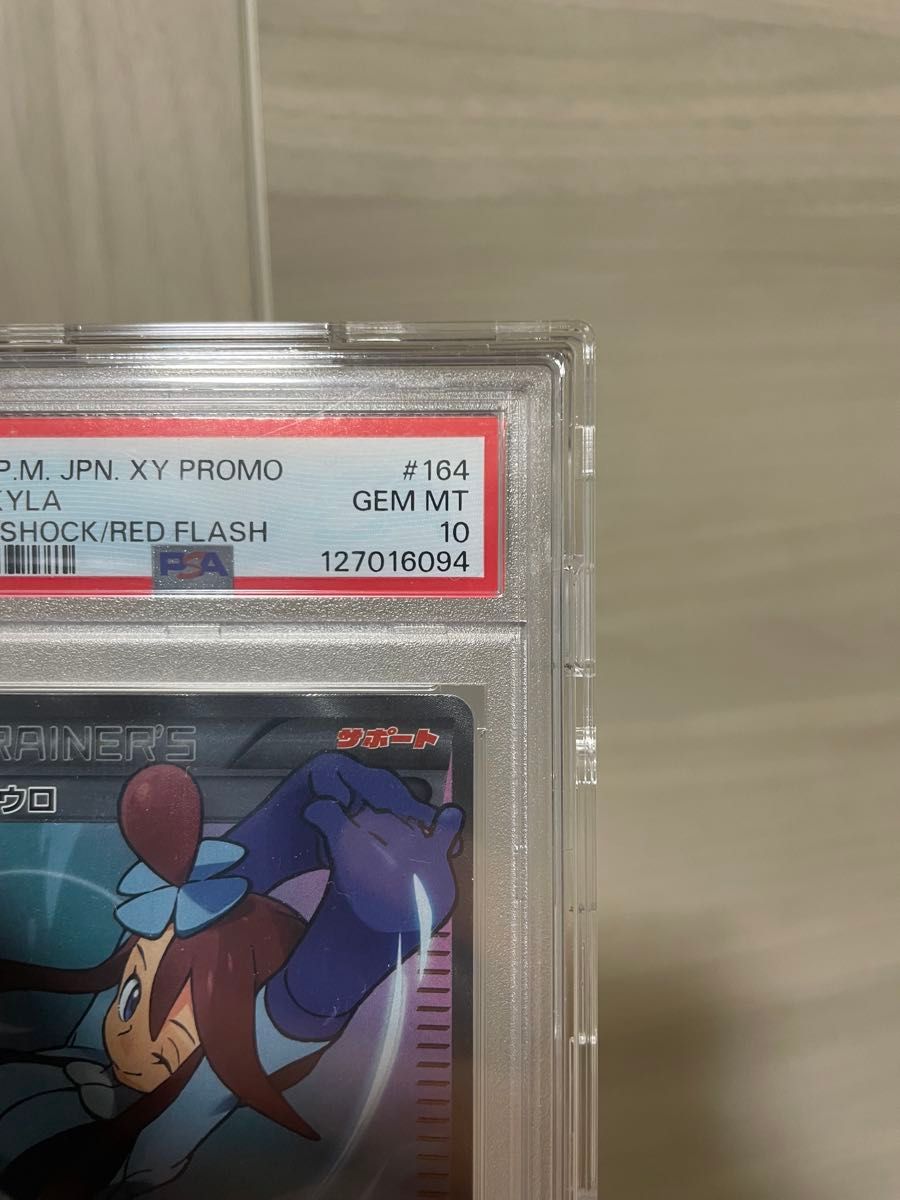 P.M. JPN. XY PROMO #164
KYLA GEM MT
SHOCK/RED FLASH 10
PSA 127016094
RAINER'S サポート
ウロ